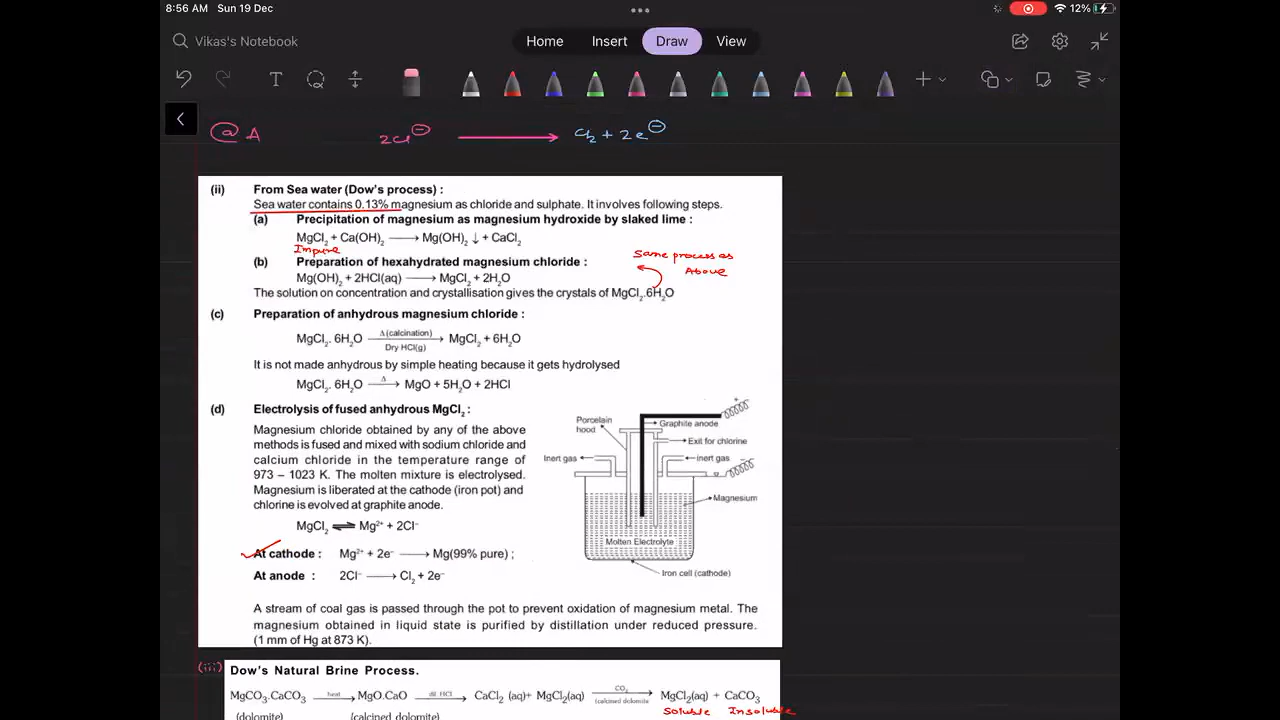 8:56 AM Sun 19 Dec
12%
Vikas's Notebook
Home Insert Draw View
@ A 2Cl⊖ ⟶ Cl2 + 2e⊖
(ii) From Sea water (Dow's process) :
Sea water contains 0.13% magnesium as chloride and sulphate. It involves following steps.
(a) Precipitation of magnesium as magnesium hydroxide by slaked lime :
MgCl2 + Ca(OH)2 ⟶ Mg(OH)2 ↓ + CaCl2
Impure
Same process as
Above
(b) Preparation of hexahydrated magnesium chloride :
Mg(OH)2 + 2HCl(aq) ⟶ MgCl2 + 2H2O
The solution on concentration and crystallisation gives the crystals of MgCl2.6H2O
(c) Preparation of anhydrous magnesium chloride :
Δ(calcination)
MgCl2. 6H2O ⟶ MgCl2 + 6H2O
Dry HCl(g)
It is not made anhydrous by simple heating because it gets hydrolysed
Δ
MgCl2. 6H2O ⟶ MgO + 5H2O + 2HCl
(d) Electrolysis of fused anhydrous MgCl2 :
Magnesium chloride obtained by any of the above
methods is fused and mixed with sodium chloride and
calcium chloride in the temperature range of
973 – 1023 K. The molten mixture is electrolysed.
Magnesium is liberated at the cathode (iron pot) and
chlorine is evolved at graphite anode.
MgCl2 ⇌ Mg2+ + 2Cl–
At cathode : Mg2+ + 2e– ⟶ Mg(99% pure) ;
At anode : 2Cl– ⟶ Cl2 + 2e–
+
Porcelain
hood
Graphite anode
Exit for chlorine
Inert gas
inert gas
Magnesium
Molten Electrolyte
Iron cell (cathode)
A stream of coal gas is passed through the pot to prevent oxidation of magnesium metal. The
magnesium obtained in liquid state is purified by distillation under reduced pressure.
(1 mm of Hg at 873 K).
(iii) Dow's Natural Brine Process.
heat dil. HCl CO2
MgCO3.CaCO3 ⟶ MgO.CaO ⟶ CaCl2 (aq)+ MgCl2(aq) ⟶ MgCl2(aq) + CaCO3
(calcined dolomite)
Soluble Insoluble
(dolomite) (calcined dolomite)